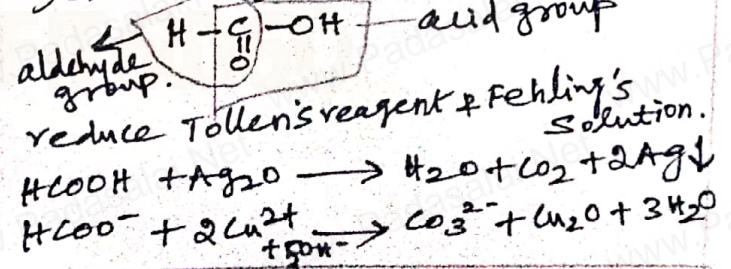 H - C - OH — acid group
||
O
aldehyde
group.
reduce Tollen's reagent & Fehling's
Solution.
HCOOH + Ag2O ⟶ H2O + CO2 + 2Ag↓
HCOO⁻ + 2Cu²⁺ + 5OH⁻ ⟶ CO3²⁻ + Cu2O + 3H2O